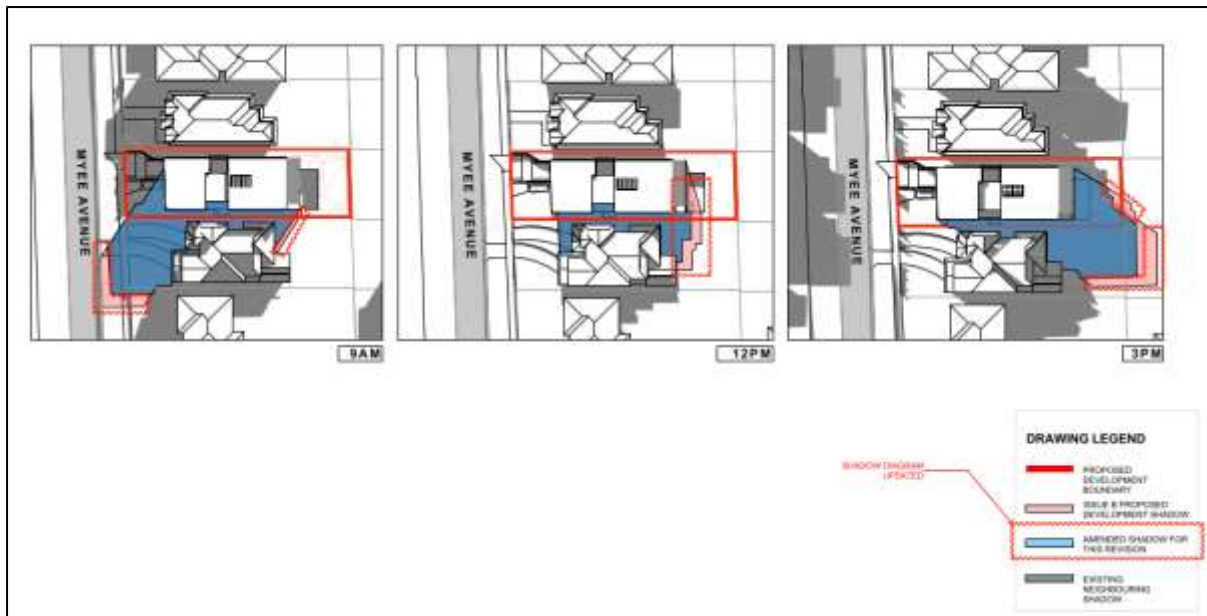 MYEE AVENUE
MYEE AVENUE
MYEE AVENUE
9AM
12PM
3PM
DRAWING LEGEND
SHADOW DIAGRAM
UPDATED
PROPOSED
DEVELOPMENT
BOUNDARY
ISSUE B PROPOSED
DEVELOPMENT SHADOW
AMENDED SHADOW FOR
THIS REVISION
EXISTING
NEIGHBOURING
SHADOW